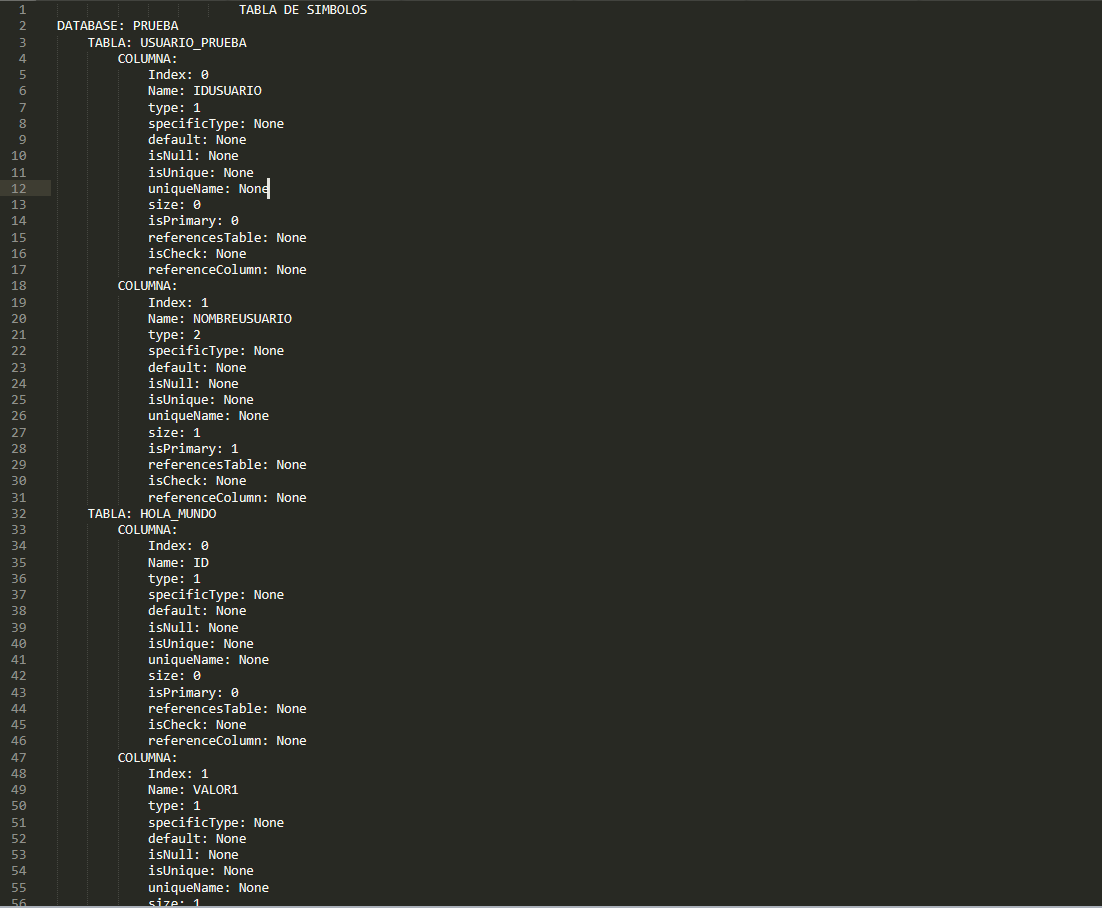 1 TABLA DE SIMBOLOS
2 DATABASE: PRUEBA
3 TABLA: USUARIO_PRUEBA
4 COLUMNA:
5 Index: 0
6 Name: IDUSUARIO
7 type: 1
8 specificType: None
9 default: None
10 isNull: None
11 isUnique: None
12 uniqueName: None
13 size: 0
14 isPrimary: 0
15 referencesTable: None
16 isCheck: None
17 referenceColumn: None
18 COLUMNA:
19 Index: 1
20 Name: NOMBREUSUARIO
21 type: 2
22 specificType: None
23 default: None
24 isNull: None
25 isUnique: None
26 uniqueName: None
27 size: 1
28 isPrimary: 1
29 referencesTable: None
30 isCheck: None
31 referenceColumn: None
32 TABLA: HOLA_MUNDO
33 COLUMNA:
34 Index: 0
35 Name: ID
36 type: 1
37 specificType: None
38 default: None
39 isNull: None
40 isUnique: None
41 uniqueName: None
42 size: 0
43 isPrimary: 0
44 referencesTable: None
45 isCheck: None
46 referenceColumn: None
47 COLUMNA:
48 Index: 1
49 Name: VALOR1
50 type: 1
51 specificType: None
52 default: None
53 isNull: None
54 isUnique: None
55 uniqueName: None
56 size: 1